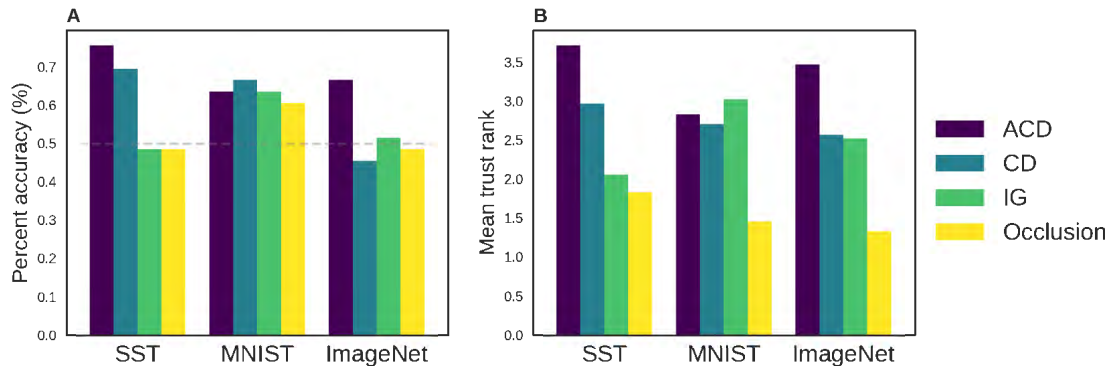 A
Percent accuracy (%)
0.7
0.6
0.5
0.4
0.3
0.2
0.1
0.0
SST
MNIST
ImageNet
B
Mean trust rank
3.5
3.0
2.5
2.0
1.5
1.0
0.5
0.0
SST
MNIST
ImageNet
ACD
CD
IG
Occlusion